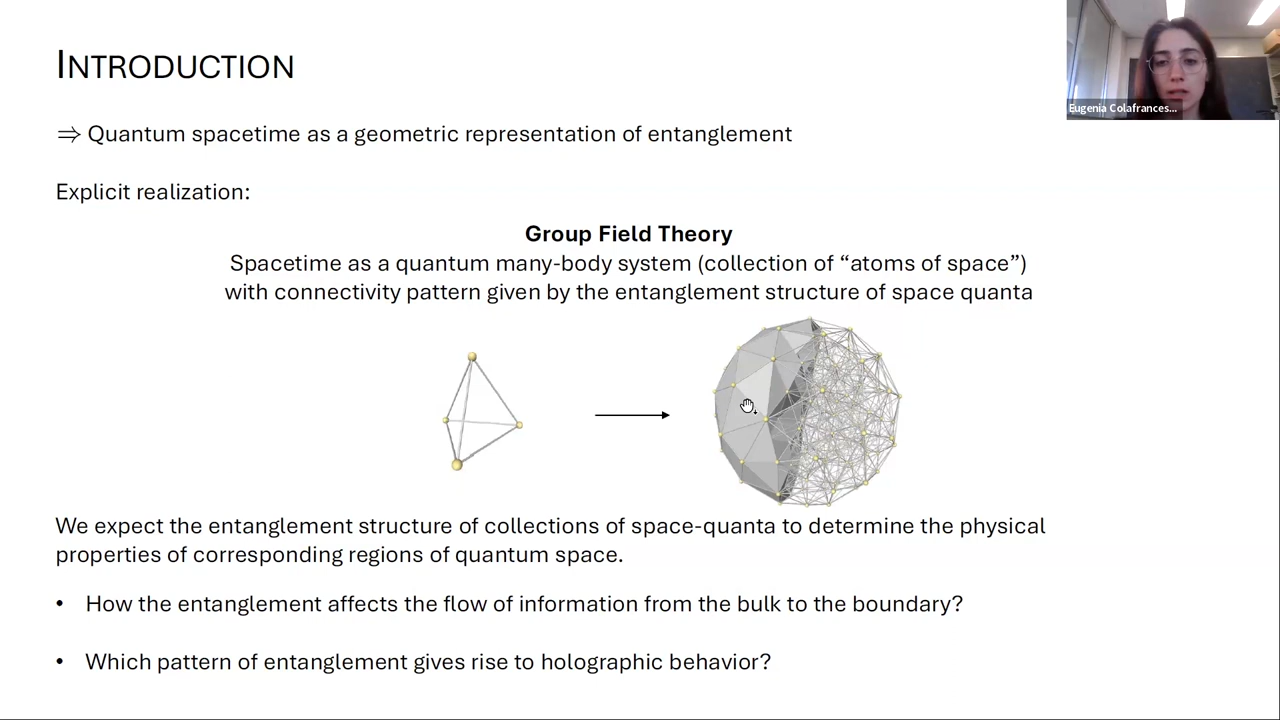 INTRODUCTION
⇒ Quantum spacetime as a geometric representation of entanglement
Explicit realization:
Group Field Theory
Spacetime as a quantum many-body system (collection of “atoms of space”)
with connectivity pattern given by the entanglement structure of space quanta
We expect the entanglement structure of collections of space-quanta to determine the physical
properties of corresponding regions of quantum space.
• How the entanglement affects the flow of information from the bulk to the boundary?
• Which pattern of entanglement gives rise to holographic behavior?
Eugenia Colafrances...